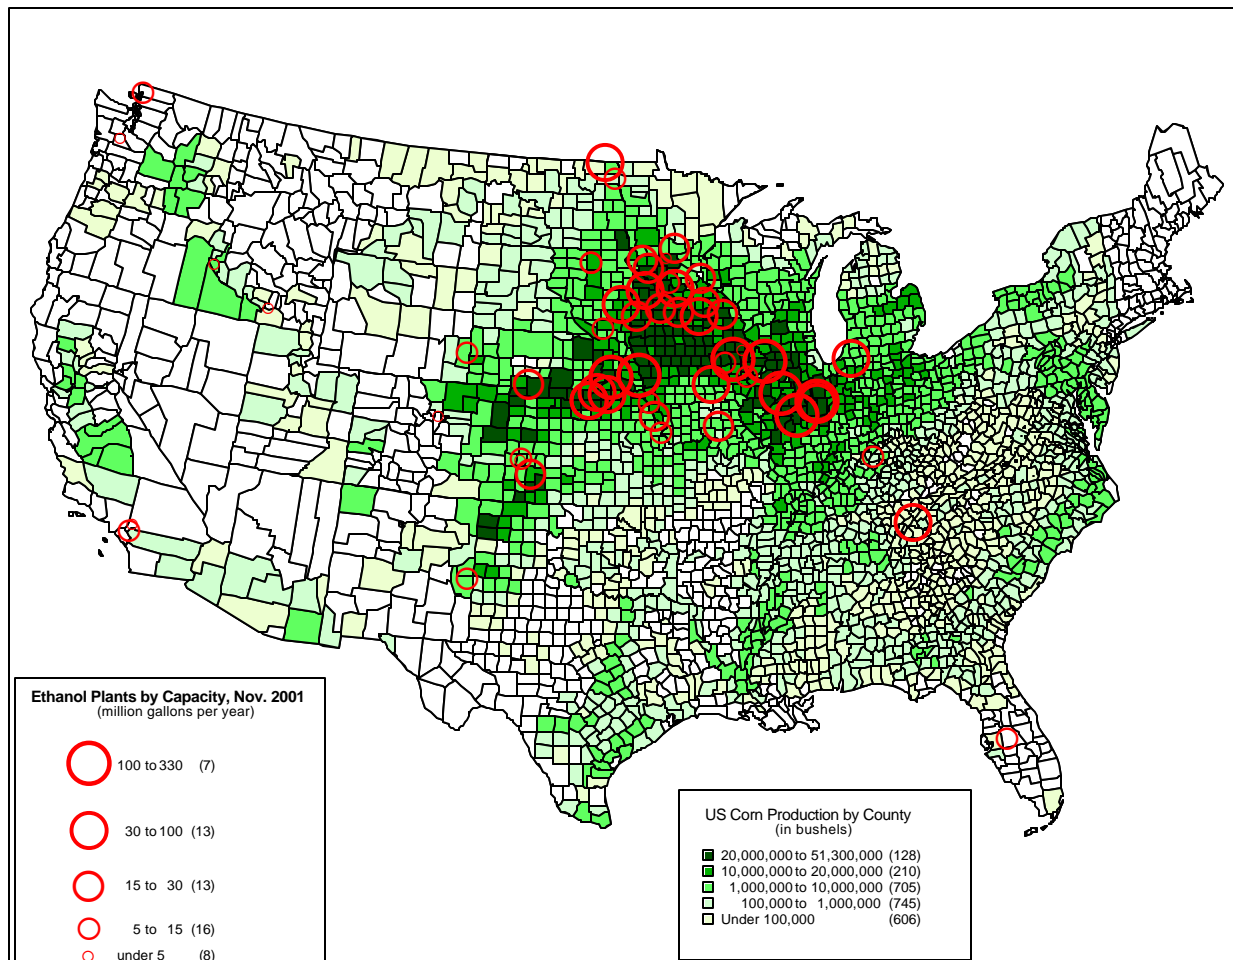 Ethanol Plants by Capacity, Nov. 2001
(million gallons per year)
100 to 330 (7)
30 to 100 (13)
15 to 30 (13)
5 to 15 (16)
under 5 (8)
US Corn Production by County
(in bushels)
20,000,000 to 51,300,000 (128)
10,000,000 to 20,000,000 (210)
1,000,000 to 10,000,000 (705)
100,000 to 1,000,000 (745)
Under 100,000 (606)